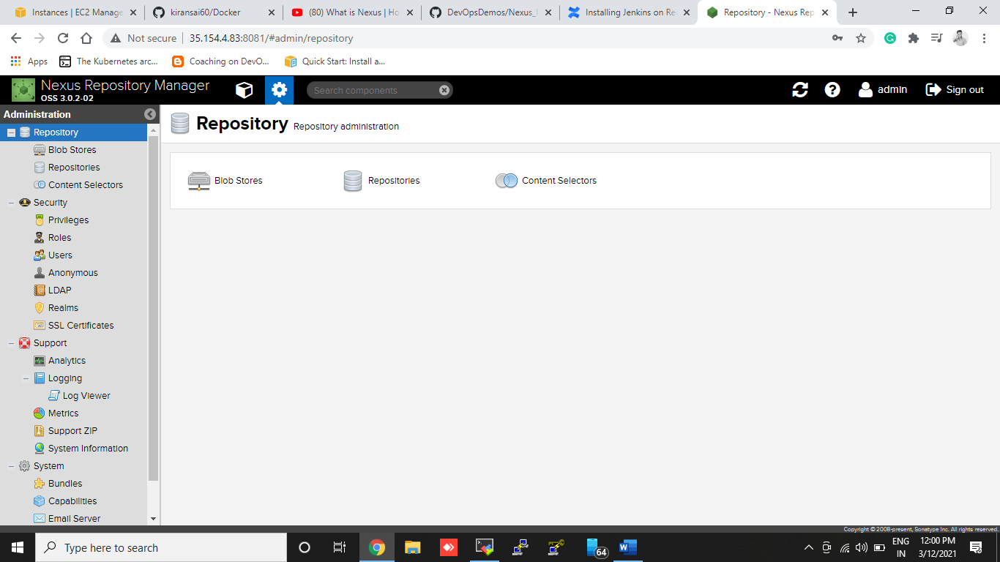 Instances | EC2 Manage
kiransai60/Docker
(80) What is Nexus | Ho
DevOpsDemos/Nexus_
Installing Jenkins on Re
Repository - Nexus Rep
Not secure
35.154.4.83:8081/#admin/repository
Apps
The Kubernetes arc...
Coaching on DevO...
Quick Start: Install a...
Nexus Repository Manager
OSS 3.0.2-02
Search components
admin
Sign out
Administration
Repository
Blob Stores
Repositories
Content Selectors
Security
Privileges
Roles
Users
Anonymous
LDAP
Realms
SSL Certificates
Support
Analytics
Logging
Log Viewer
Metrics
Support ZIP
System Information
System
Bundles
Capabilities
Email Server
Repository Repository administration
Blob Stores
Repositories
Content Selectors
Copyright © 2008-present, Sonatype Inc. All rights reserved.
Type here to search
64
ENG
IN
12:00 PM
3/12/2021